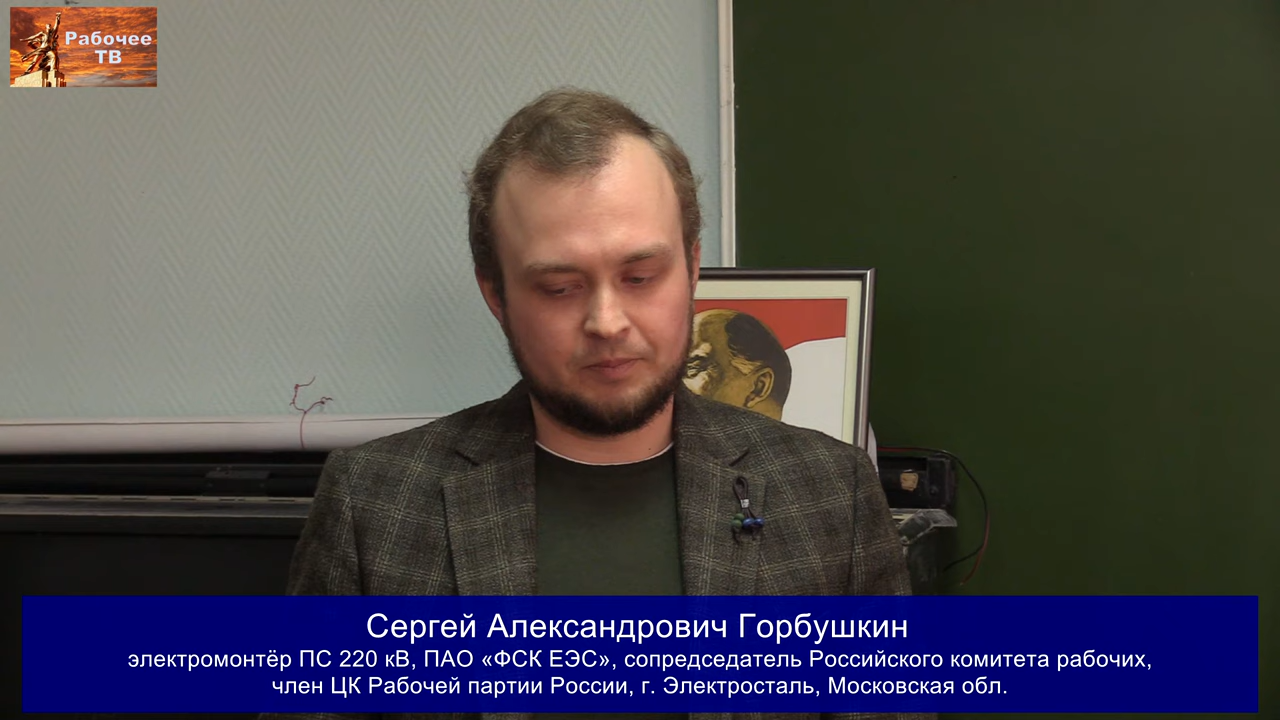 Рабочее
ТВ
Сергей Александрович Горбушкин
электромонтёр ПС 220 кВ, ПАО «ФСК ЕЭС», сопредседатель Российского комитета рабочих,
член ЦК Рабочей партии России, г. Электросталь, Московская обл.